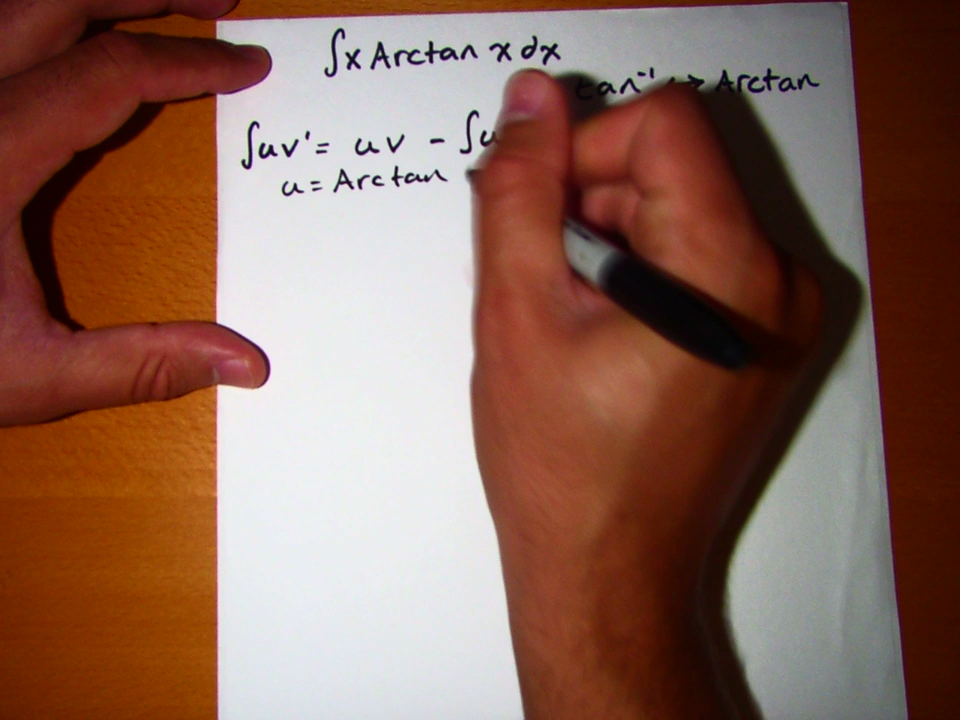 ∫x Arctan x dx
tan⁻¹ → Arctan
∫uv' = uv - ∫u
u = Arctan